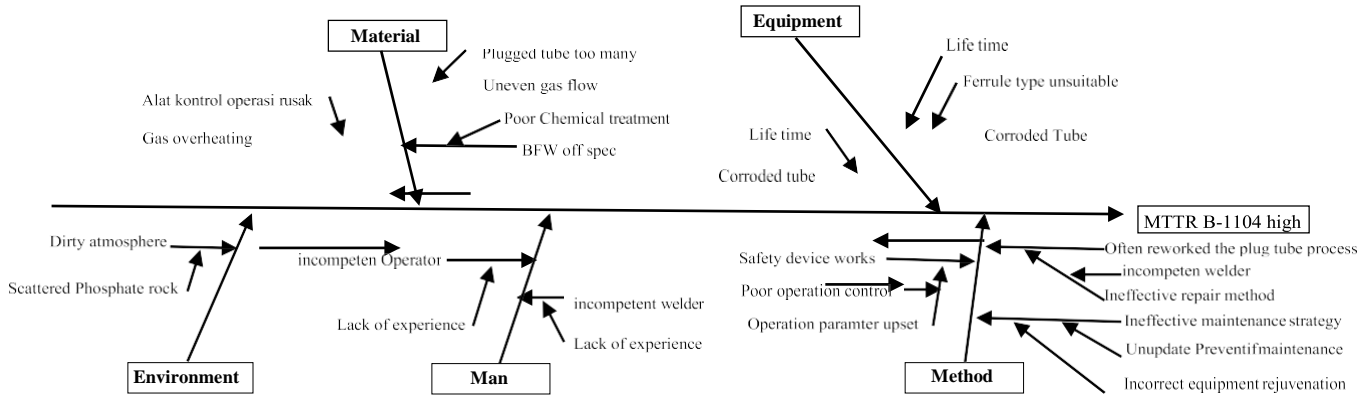 Material
Equipment
Plugged tube too many
Uneven gas flow
Alat kontrol operasi rusak
Gas overheating
Poor Chemical treatment
BFW off spec
Life time
Ferrule type unsuitable
Life time
Corroded Tube
Corroded tube
MTTR B-1104 high
Dirty atmosphere
Scattered Phosphate rock
incompeten Operator
Lack of experience
incompetent welder
Lack of experience
Safety device works
Poor operation control
Operation paramter upset
Often reworked the plug tube process
incompeten welder
Ineffective repair method
Ineffective maintenance strategy
Unupdate Preventifmaintenance
Incorrect equipment rejuvenation
Environment
Man
Method